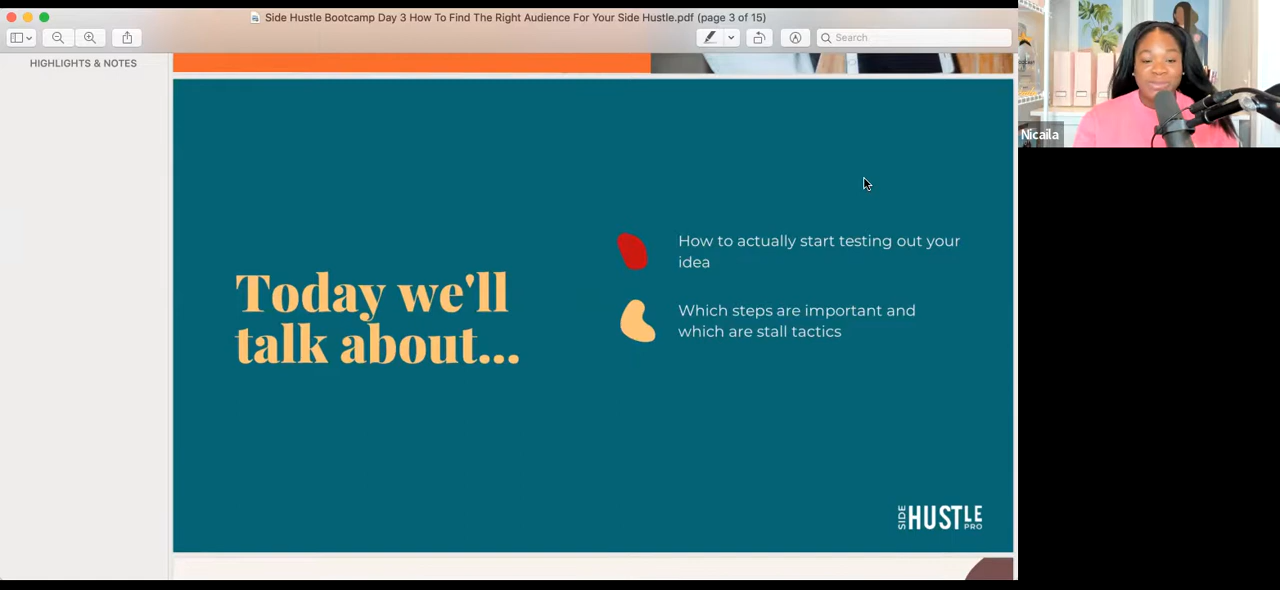 Side Hustle Bootcamp Day 3 How To Find The Right Audience For Your Side Hustle.pdf (page 3 of 15)
Search
HIGHLIGHTS & NOTES
Nicaila
Today we'll
talk about...
How to actually start testing out your
idea
Which steps are important and
which are stall tactics
SIDE HUSTLE PRO